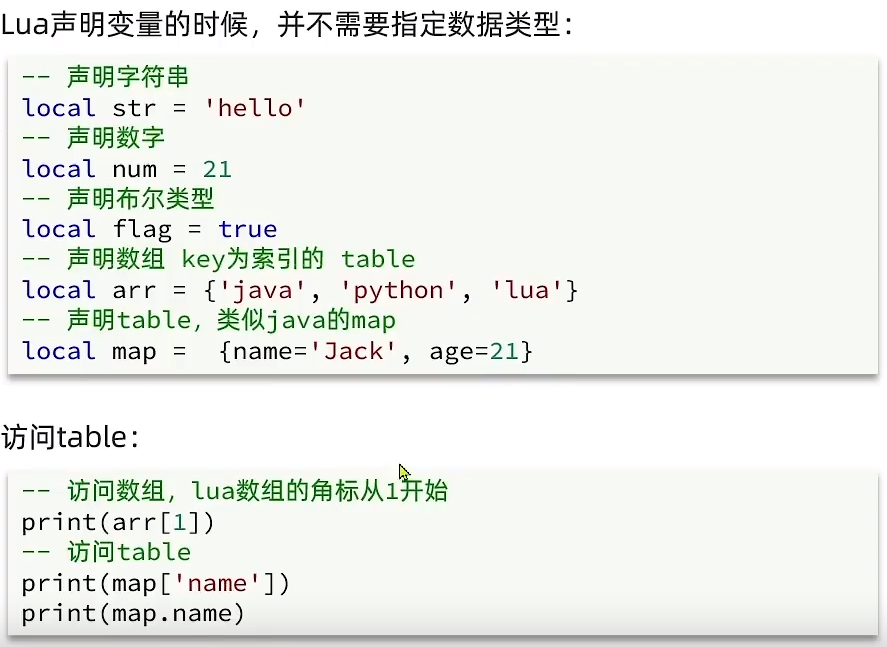 Lua声明变量的时候，并不需要指定数据类型：
-- 声明字符串
local str = 'hello'
-- 声明数字
local num = 21
-- 声明布尔类型
local flag = true
-- 声明数组 key为索引的 table
local arr = {'java', 'python', 'lua'}
-- 声明table，类似java的map
local map =  {name='Jack', age=21}
访问table：
-- 访问数组，lua数组的角标从1开始
print(arr[1])
-- 访问table
print(map['name'])
print(map.name)